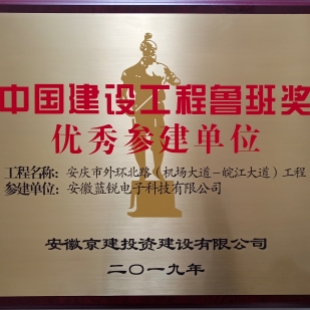 中国建设工程鲁班奖
优秀参建单位
工程名称：安庆市外环北路（机场大道-皖江大道）工程
参建单位：安徽蓝锐电子科技有限公司
安徽京建投资建设有限公司
二〇一九年